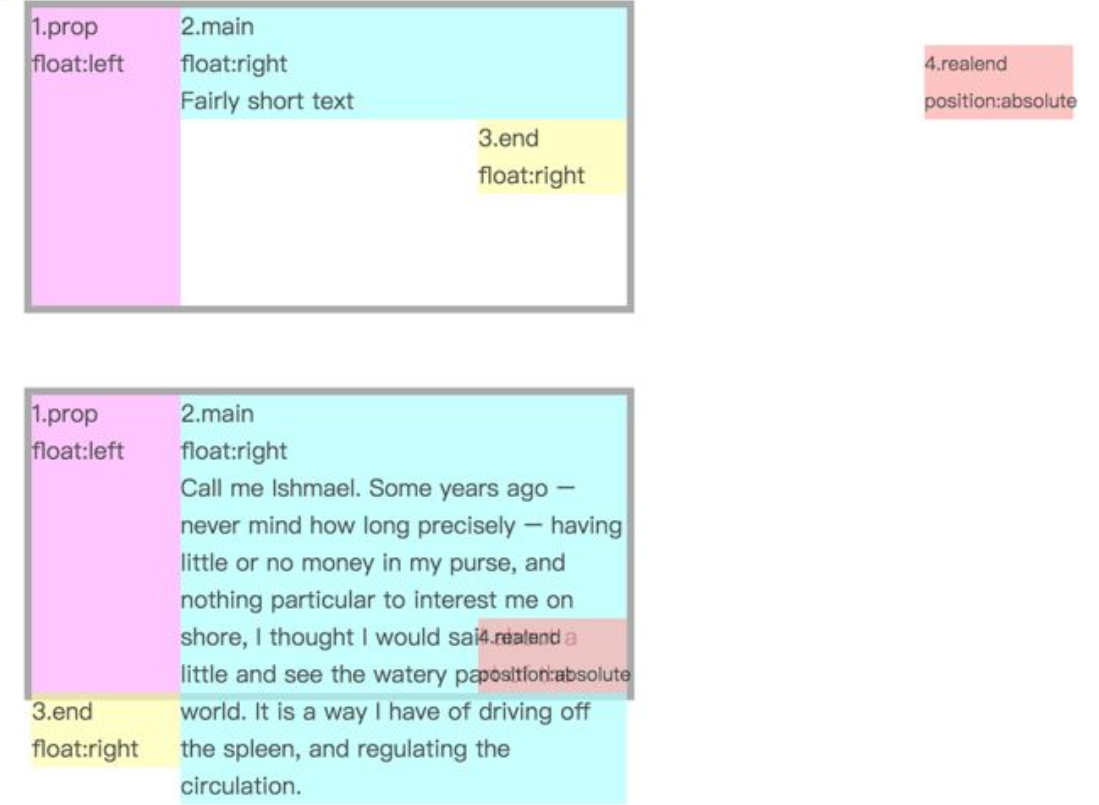 1.prop
float:left
2.main
float:right
Fairly short text
3.end
float:right
4.realend
position:absolute
1.prop
float:left
2.main
float:right
Call me Ishmael. Some years ago —
never mind how long precisely — having
little or no money in my purse, and
nothing particular to interest me on
shore, I thought I would sail a
little and see the watery part of the
world. It is a way I have of driving off
the spleen, and regulating the
circulation.
4.realend
position:absolute
3.end
float:right